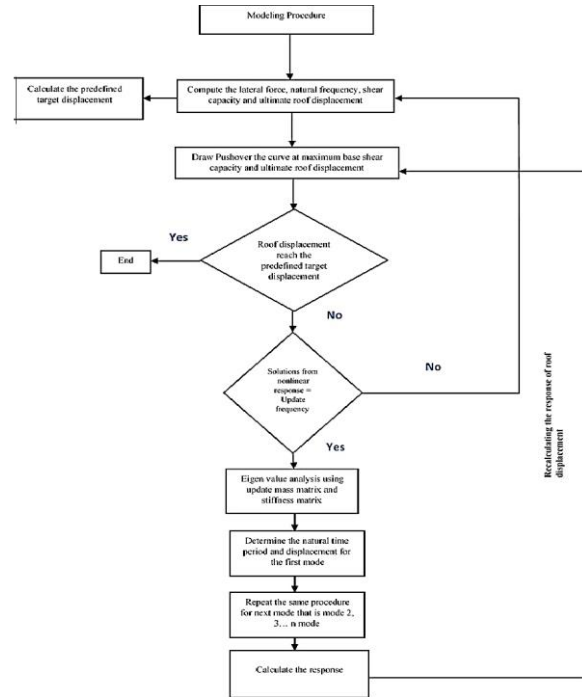 Modeling Procedure
Calculate the predefined
target displacement
Compute the lateral force, natural frequency, shear
capacity and ultimate roof displacement
Draw Pushover the curve at maximum base shear
capacity and ultimate roof displacement
Yes
Roof displacement
reach the
predefined target
displacement
End
No
Solutions from
nonlinear
response =
Update
frequency
No
Yes
Recalculating the response of roof
displacement
Eigen value analysis using
update mass matrix and
stiffness matrix
Determine the natural time
period and displacement for
the first mode
Repeat the same procedure
for next mode that is mode 2,
3... n mode
Calculate the response